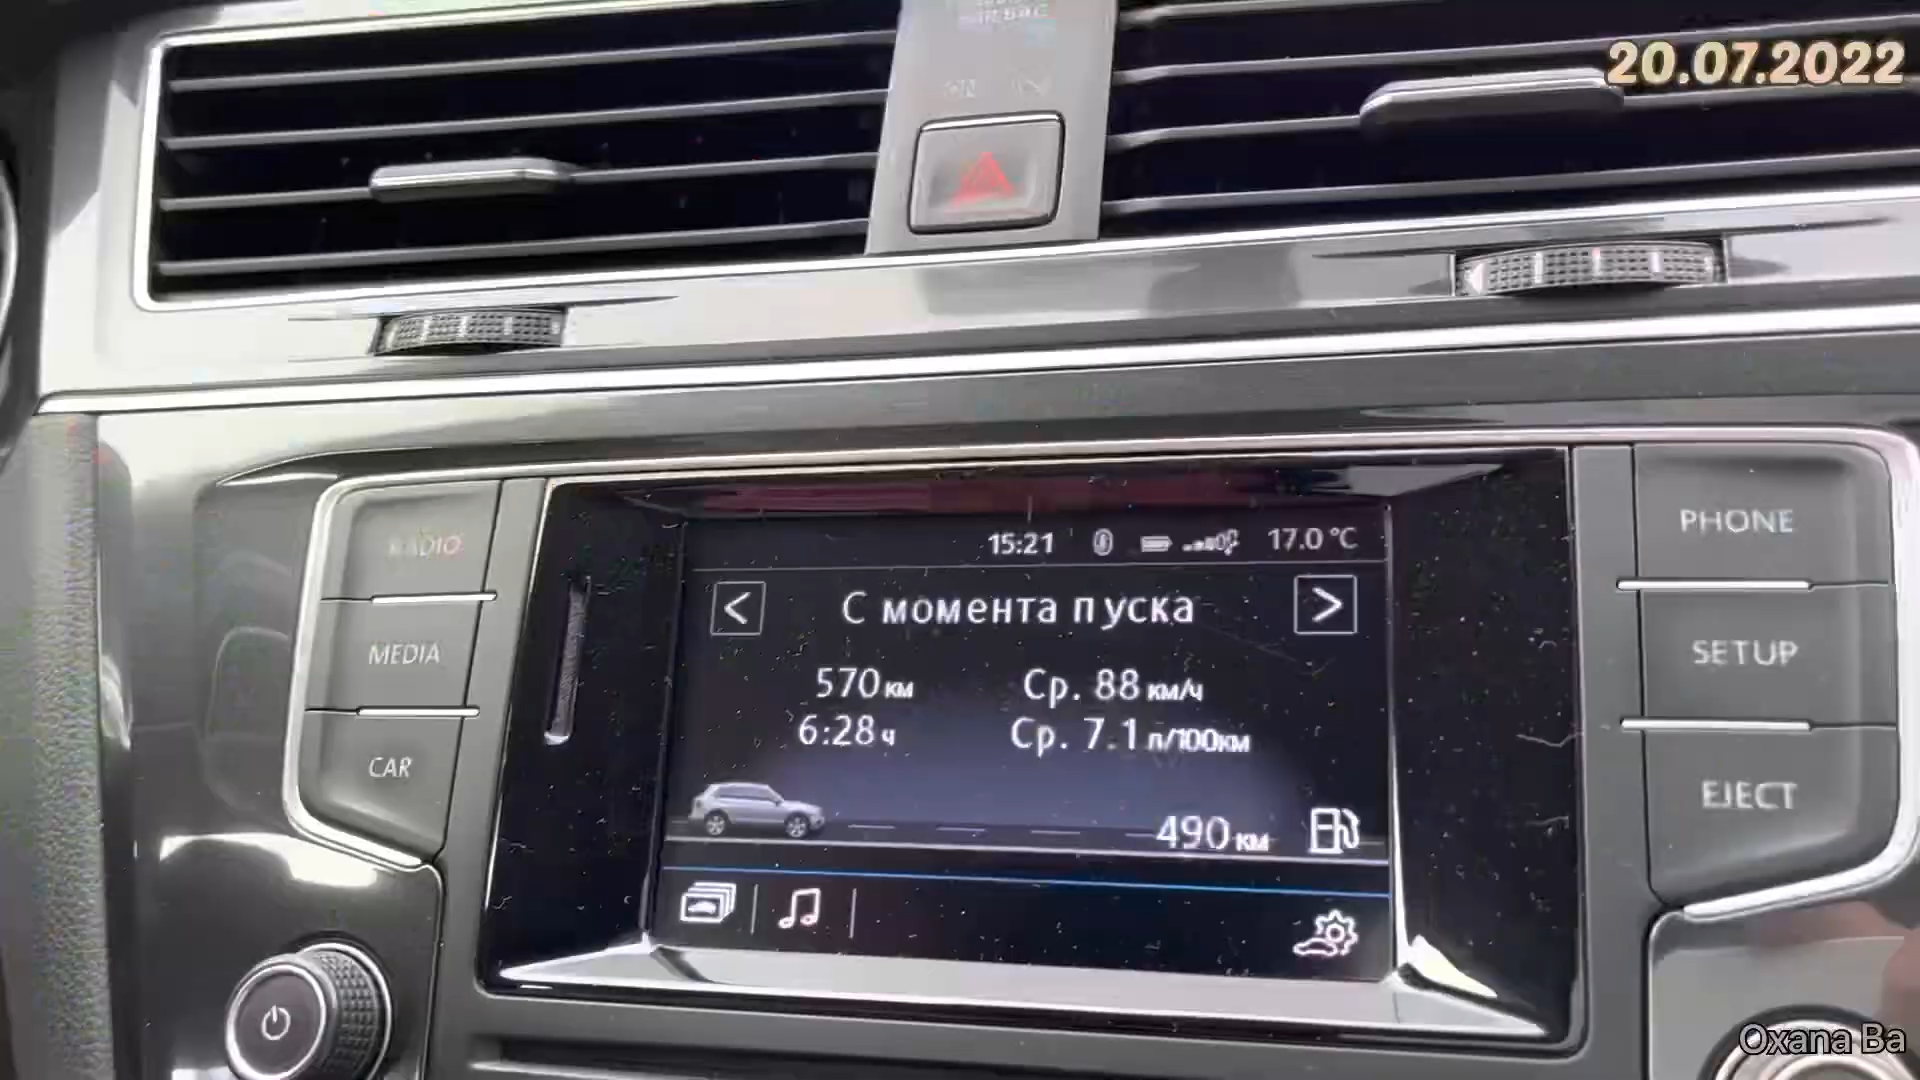 20.07.2022
RADIO
MEDIA
CAR
15:21
17.0 °C
<
С момента пуска
>
570 км
Ср. 88 км/ч
6:28 ч
Ср. 7.1 л/100км
490 км
PHONE
SETUP
EJECT
Oxana Ba